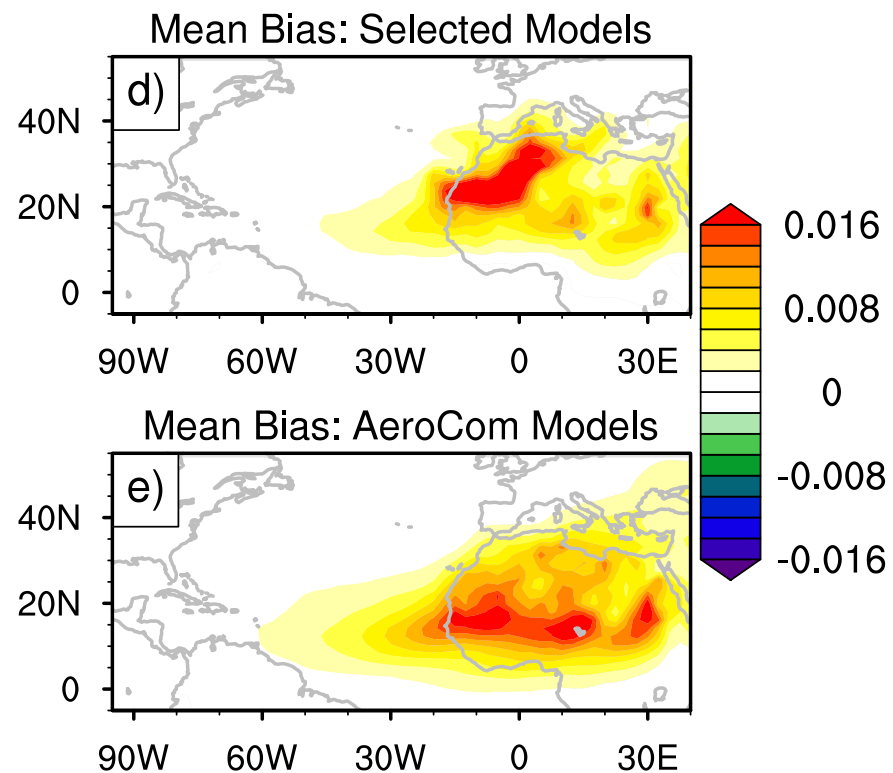 Mean Bias: Selected Models
d)
40N
20N
0
90W 60W 30W 0 30E
0.016
0.008
0
-0.008
-0.016
Mean Bias: AeroCom Models
e)
40N
20N
0
90W 60W 30W 0 30E